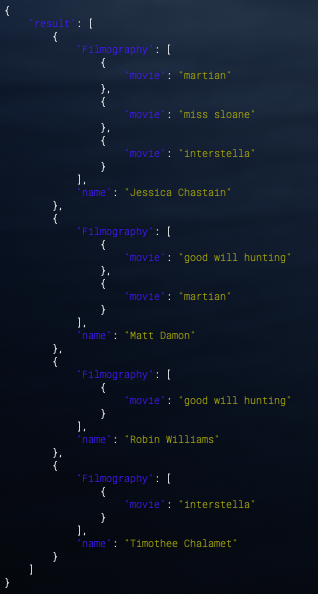 {
    "result": [
        {
            "Filmography": [
                {
                    "movie": "martian"
                },
                {
                    "movie": "miss sloane"
                },
                {
                    "movie": "interstella"
                }
            ],
            "name": "Jessica Chastain"
        },
        {
            "Filmography": [
                {
                    "movie": "good will hunting"
                },
                {
                    "movie": "martian"
                }
            ],
            "name": "Matt Damon"
        },
        {
            "Filmography": [
                {
                    "movie": "good will hunting"
                }
            ],
            "name": "Robin Williams"
        },
        {
            "Filmography": [
                {
                    "movie": "interstella"
                }
            ],
            "name": "Timothee Chalamet"
        }
    ]
}